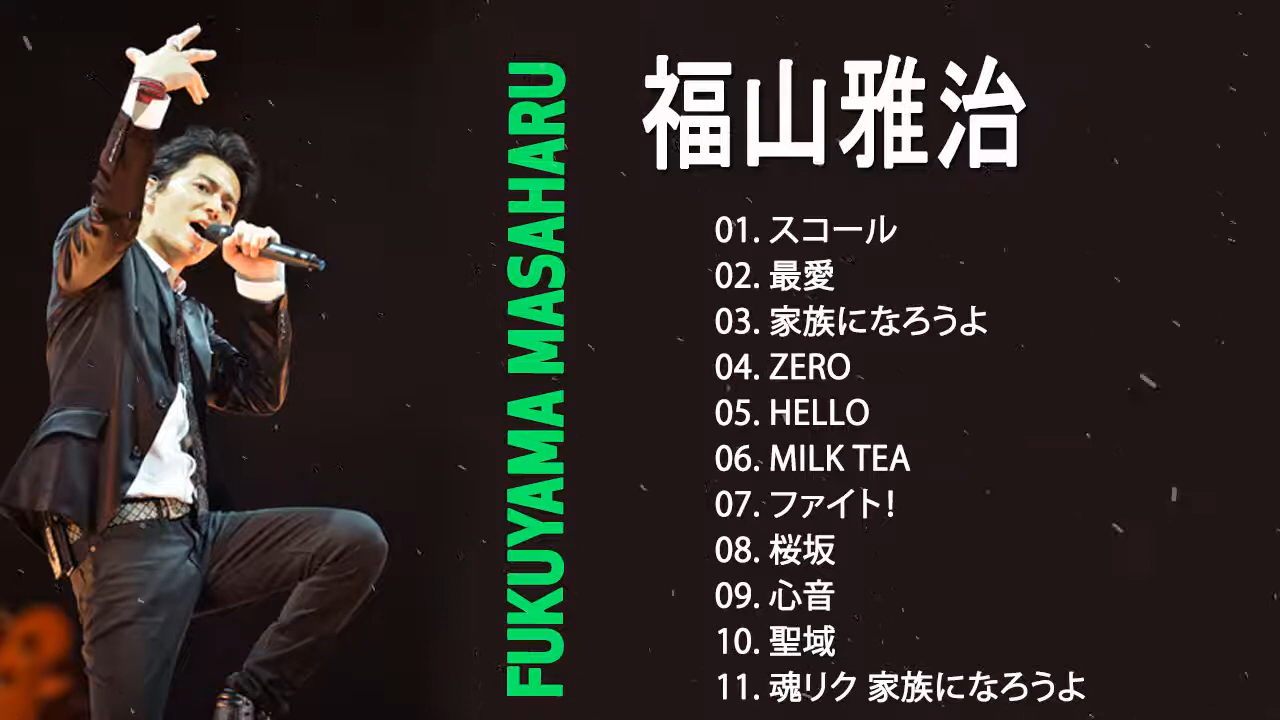 FUKUYAMA MASAHARU
福山雅治
01. スコール
02. 最愛
03. 家族になろうよ
04. ZERO
05. HELLO
06. MILK TEA
07. ファイト!
08. 桜坂
09. 心音
10. 聖域
11. 魂リク 家族になろうよ